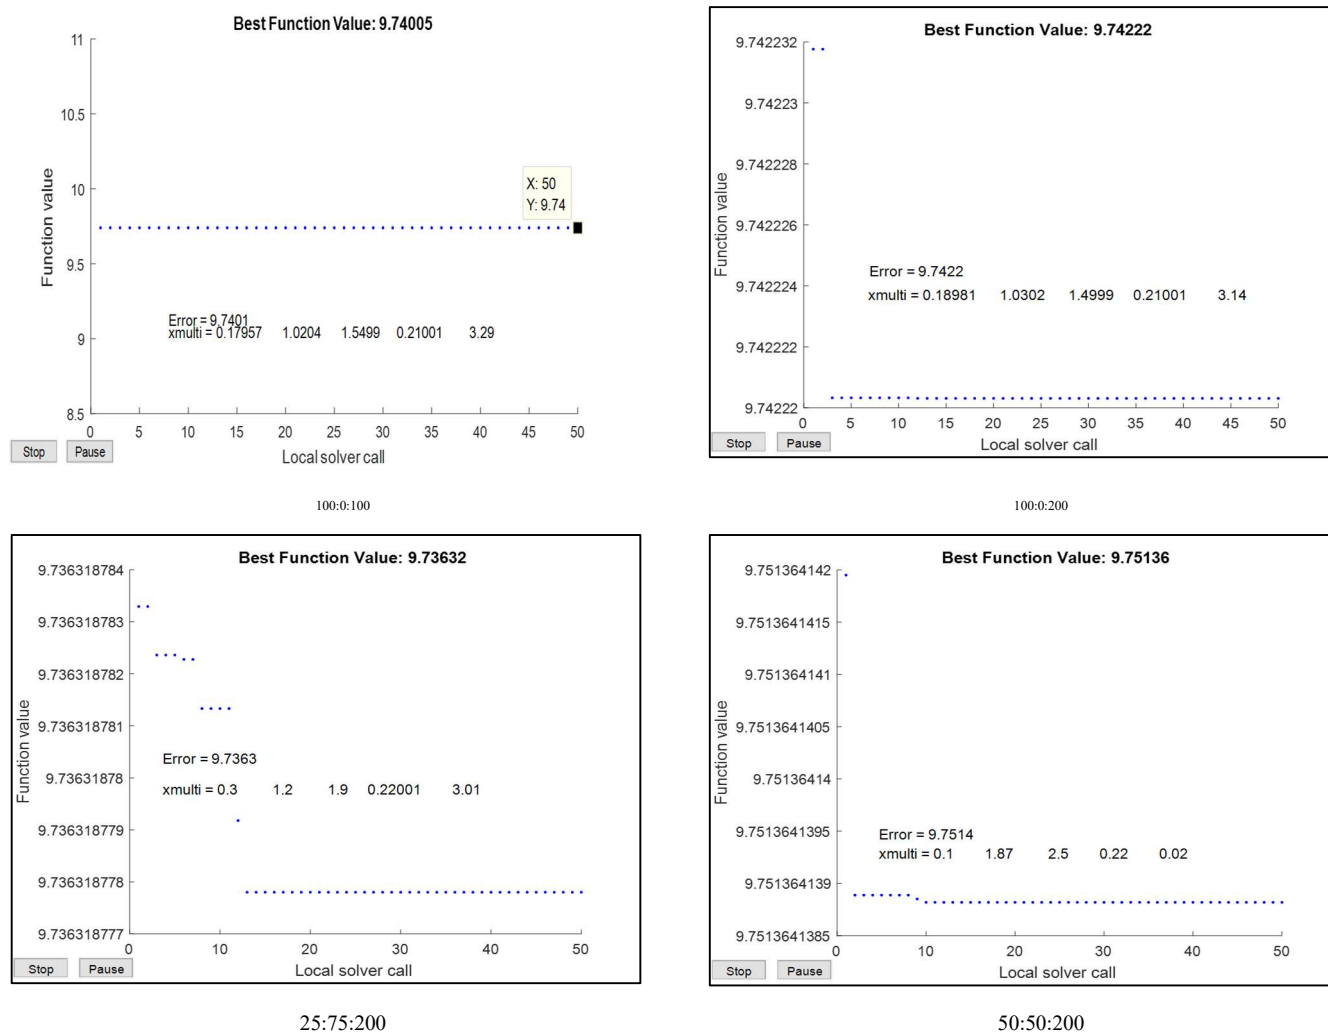 Best Function Value: 9.74005
11
10.5
10
9.5
9
8.5
Function value
X: 50
Y: 9.74
Error = 9.7401
xmulti = 0.17957 1.0204 1.5499 0.21001 3.29
0 5 10 15 20 25 30 35 40 45 50
Stop Pause
Local solver call
100:0:100
Best Function Value: 9.74222
9.742232
9.74223
9.742228
9.742226
9.742224
9.742222
9.74222
Function value
Error = 9.7422
xmulti = 0.18981 1.0302 1.4999 0.21001 3.14
0 5 10 15 20 25 30 35 40 45 50
Stop Pause
Local solver call
100:0:200
Best Function Value: 9.73632
9.736318784
9.736318783
9.736318782
9.736318781
9.73631878
9.736318779
9.736318778
9.736318777
Function value
Error = 9.7363
xmulti = 0.3 1.2 1.9 0.22001 3.01
0 10 20 30 40 50
Stop Pause
Local solver call
25:75:200
Best Function Value: 9.75136
9.751364142
9.7513641415
9.751364141
9.7513641405
9.75136414
9.7513641395
9.751364139
9.7513641385
Function value
Error = 9.7514
xmulti = 0.1 1.87 2.5 0.22 0.02
0 10 20 30 40 50
Stop Pause
Local solver call
50:50:200